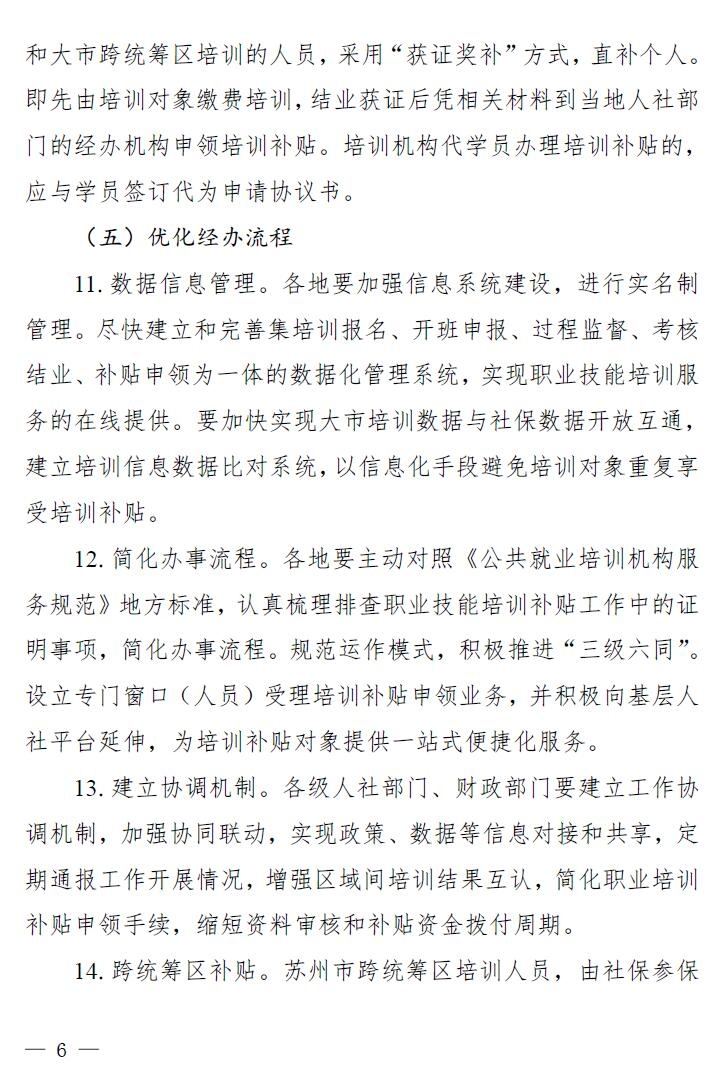 和大市跨统筹区培训的人员，采用“获证奖补”方式，直补个人。
即先由培训对象缴费培训，结业获证后凭相关材料到当地人社部
门的经办机构申领培训补贴。培训机构代学员办理培训补贴的，
应与学员签订代为申请协议书。
（五）优化经办流程
11. 数据信息管理。各地要加强信息系统建设，进行实名制
管理。尽快建立和完善集培训报名、开班申报、过程监督、考核
结业、补贴申领为一体的数据化管理系统，实现职业技能培训服
务的在线提供。要加快实现大市培训数据与社保数据开放互通，
建立培训信息数据比对系统，以信息化手段避免培训对象重复享
受培训补贴。
12. 简化办事流程。各地要主动对照《公共就业培训机构服
务规范》地方标准，认真梳理排查职业技能培训补贴工作中的证
明事项，简化办事流程。规范运作模式，积极推进“三级六同”。
设立专门窗口（人员）受理培训补贴申领业务，并积极向基层人
社平台延伸，为培训补贴对象提供一站式便捷化服务。
13. 建立协调机制。各级人社部门、财政部门要建立工作协
调机制，加强协同联动，实现政策、数据等信息对接和共享，定
期通报工作开展情况，增强区域间培训结果互认，简化职业培训
补贴申领手续，缩短资料审核和补贴资金拨付周期。
14. 跨统筹区补贴。苏州市跨统筹区培训人员，由社保参保
— 6 —